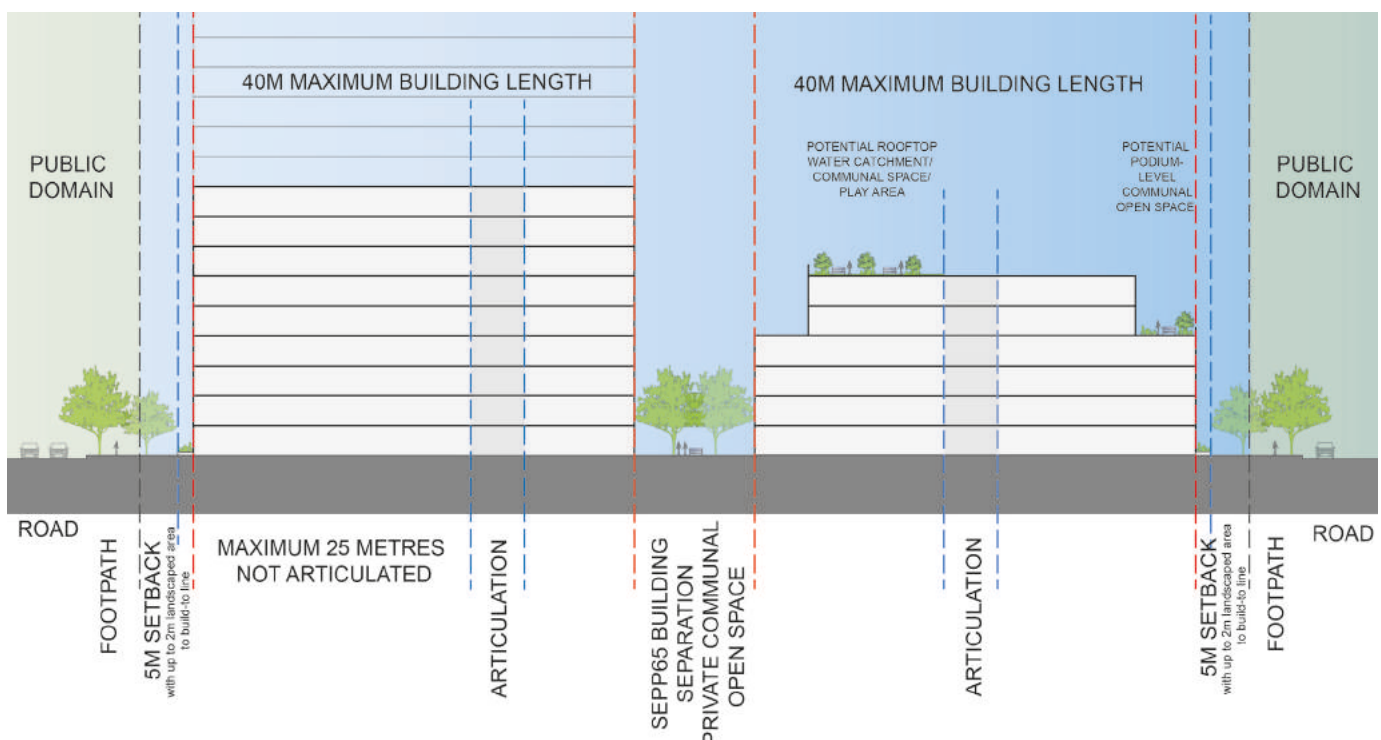 40M MAXIMUM BUILDING LENGTH
40M MAXIMUM BUILDING LENGTH
PUBLIC
DOMAIN
POTENTIAL ROOFTOP
WATER CATCHMENT/
COMMUNAL SPACE/
PLAY AREA
POTENTIAL
PODIUM-
LEVEL
COMMUNAL
OPEN SPACE
PUBLIC
DOMAIN
ROAD
FOOTPATH
5M SETBACK
with up to 2m landscaped area
to build-to line
MAXIMUM 25 METRES
NOT ARTICULATED
ARTICULATION
SEPP65 BUILDING
SEPARATION
PRIVATE COMMUNAL
OPEN SPACE
ARTICULATION
5M SETBACK
with up to 2m landscaped area
to build-to line
FOOTPATH
ROAD